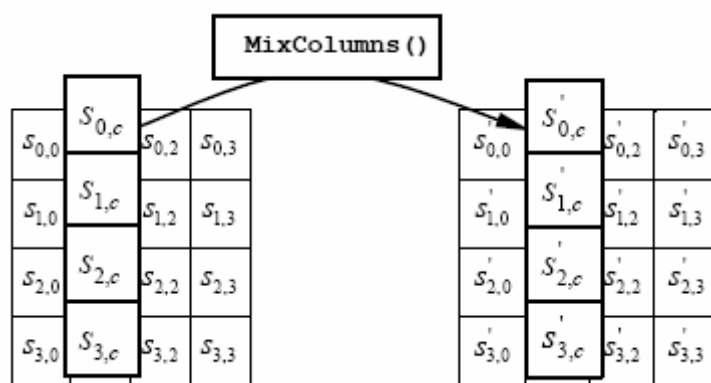 MixColumns()
S0,c S'0,c
s0,0 s0,2 s0,3 s'0,0 s'0,2 s'0,3
S1,c S'1,c
s1,0 s1,2 s1,3 s'1,0 s'1,2 s'1,3
S2,c S'2,c
s2,0 s2,2 s2,3 s'2,0 s'2,2 s'2,3
S3,c s'3,c
s3,0 s3,2 s3,3 s'3,0 s'3,2 s'3,3